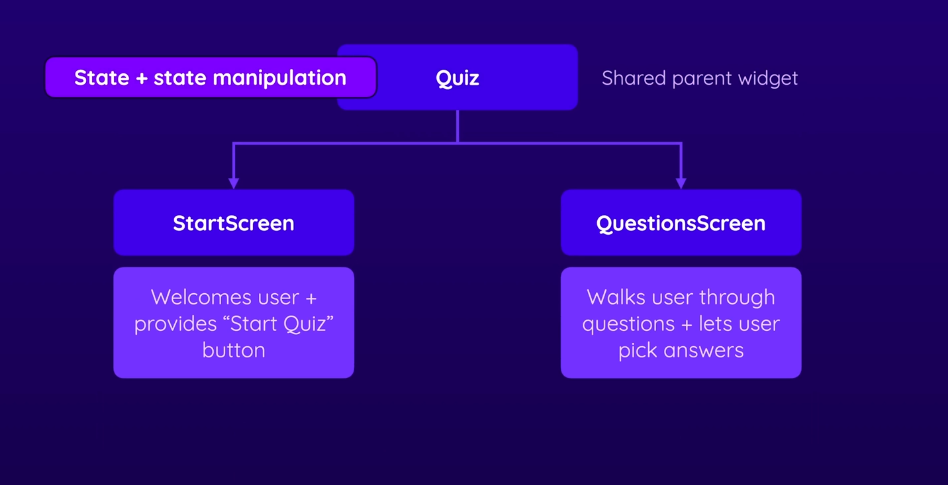 State + state manipulation
Quiz
Shared parent widget
StartScreen
QuestionsScreen
Welcomes user +
provides “Start Quiz”
button
Walks user through
questions + lets user
pick answers